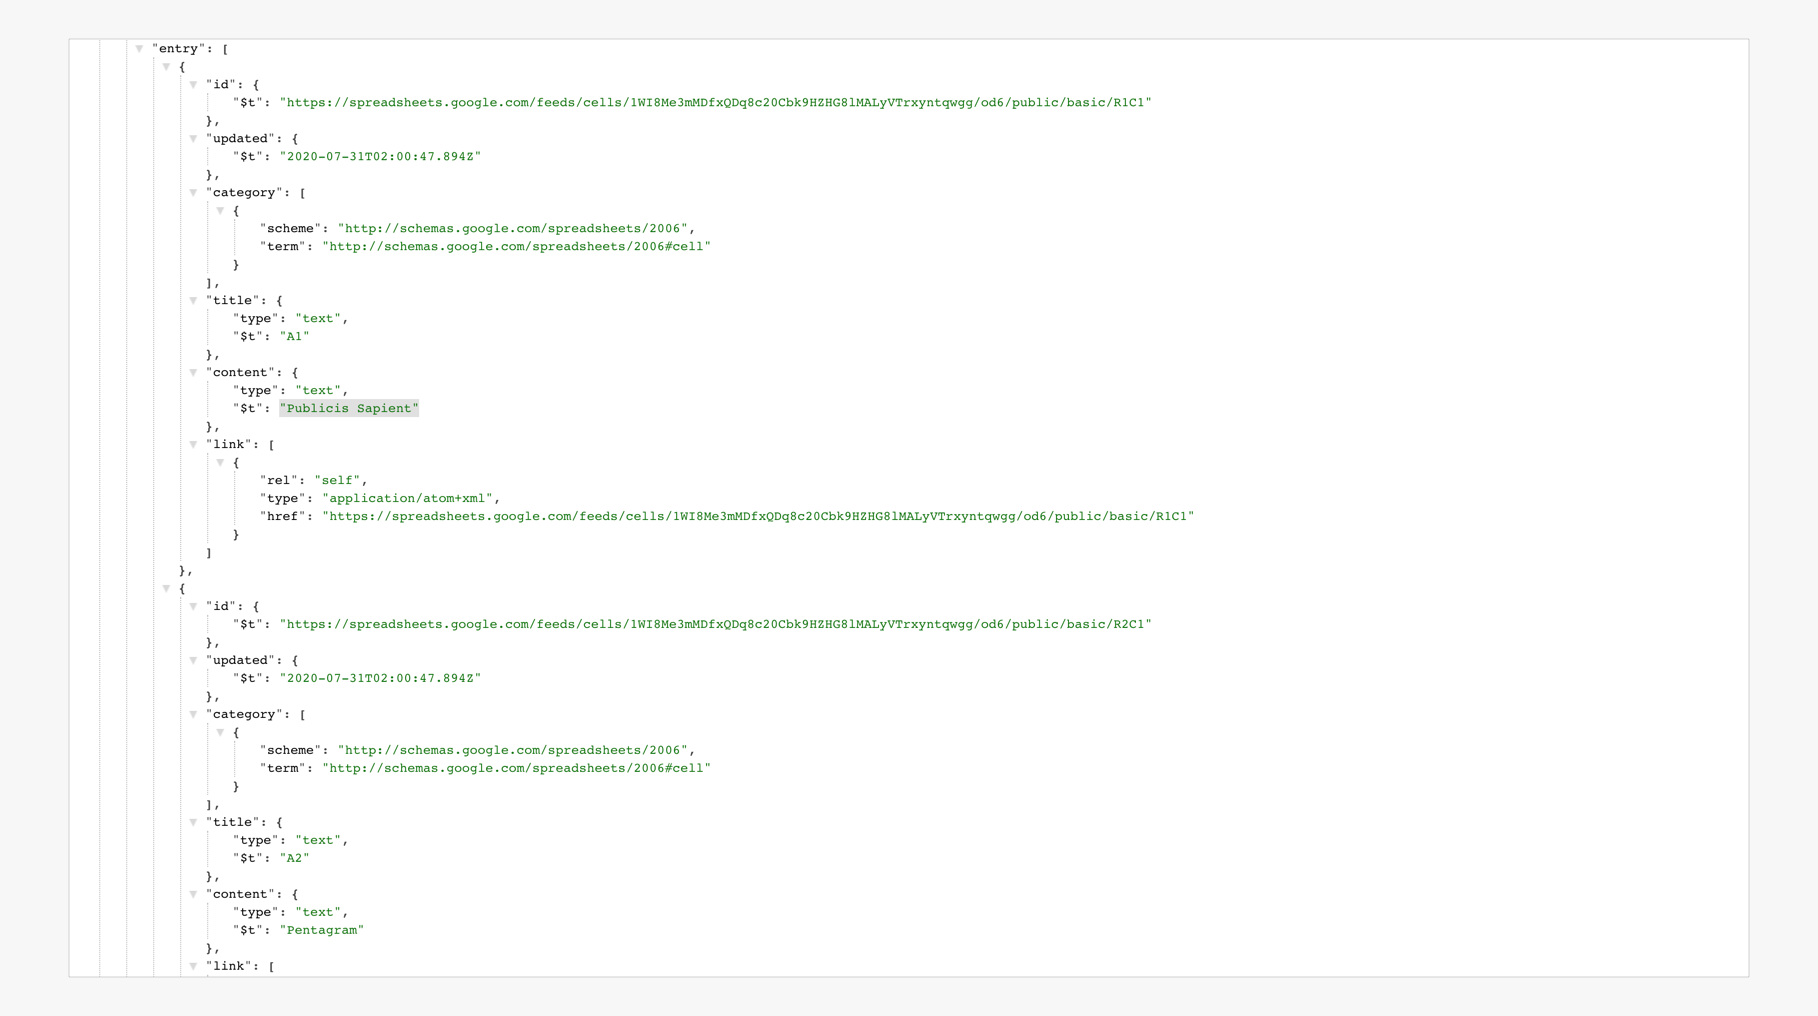 "entry": [
{
"id": {
"$t": "https://spreadsheets.google.com/feeds/cells/1WI8Me3mMDfxQDq8c20Cbk9HZHG8lMALyVTrxyntqwgg/od6/public/basic/R1C1"
},
"updated": {
"$t": "2020-07-31T02:00:47.894Z"
},
"category": [
{
"scheme": "http://schemas.google.com/spreadsheets/2006",
"term": "http://schemas.google.com/spreadsheets/2006#cell"
}
],
"title": {
"type": "text",
"$t": "A1"
},
"content": {
"type": "text",
"$t": "Publicis Sapient"
},
"link": [
{
"rel": "self",
"type": "application/atom+xml",
"href": "https://spreadsheets.google.com/feeds/cells/1WI8Me3mMDfxQDq8c20Cbk9HZHG8lMALyVTrxyntqwgg/od6/public/basic/R1C1"
}
]
},
{
"id": {
"$t": "https://spreadsheets.google.com/feeds/cells/1WI8Me3mMDfxQDq8c20Cbk9HZHG8lMALyVTrxyntqwgg/od6/public/basic/R2C1"
},
"updated": {
"$t": "2020-07-31T02:00:47.894Z"
},
"category": [
{
"scheme": "http://schemas.google.com/spreadsheets/2006",
"term": "http://schemas.google.com/spreadsheets/2006#cell"
}
],
"title": {
"type": "text",
"$t": "A2"
},
"content": {
"type": "text",
"$t": "Pentagram"
},
"link": [